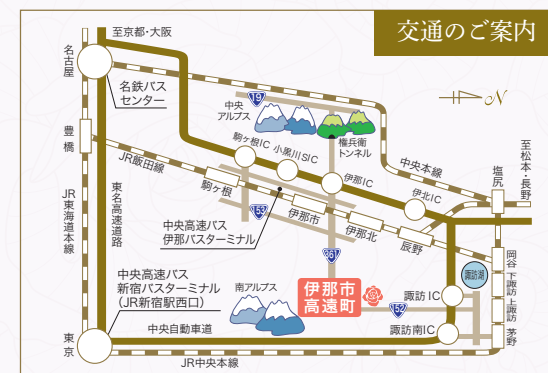 交通のご案内
至京都・大阪
名古屋
名鉄バス
センター
19
中央
アルプス
権兵衛
トンネル
N
駒ヶ根IC
小黒川SIC
伊那IC
伊北IC
中央本線
至松本・長野
塩尻
豊橋
JR飯田線
駒ヶ根
153
伊那市
伊那北
辰野
JR東海道本線
東名高速道路
中央高速バス
伊那バスターミナル
361
岡谷
下諏訪
上諏訪
茅野
諏訪湖
中央高速バス
新宿バスターミナル
(JR新宿駅西口)
南アルプス
伊那市
高遠町
152
諏訪IC
諏訪南IC
東京
中央自動車道
JR中央本線